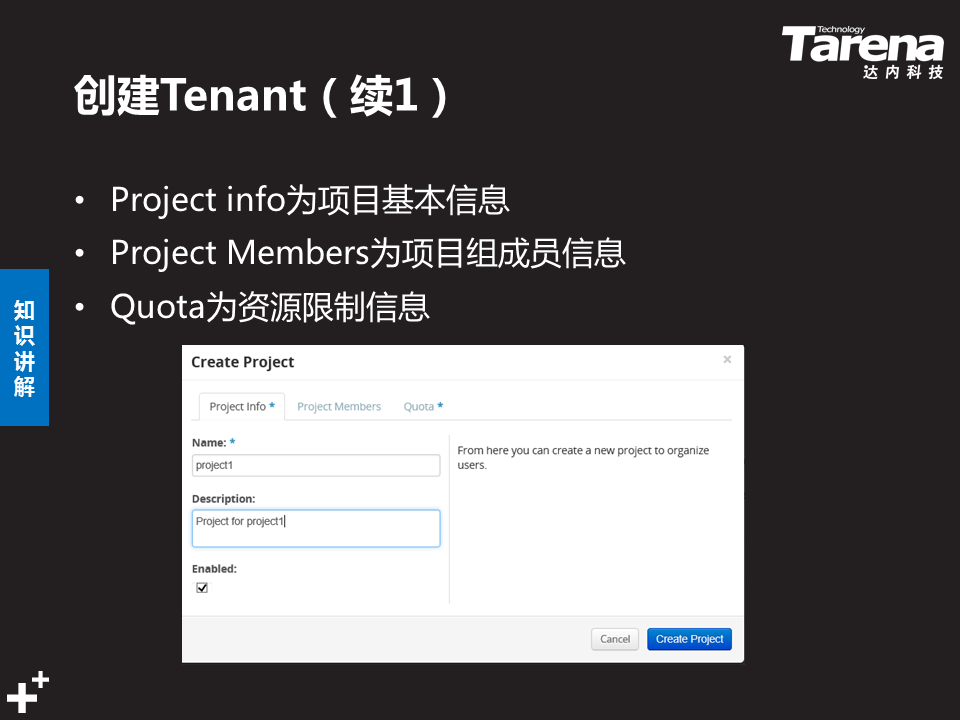 Technology
Tarena
达内科技
创建Tenant（续1）
• Project info为项目基本信息
• Project Members为项目组成员信息
• Quota为资源限制信息
知识讲解
Create Project ×
Project Info * Project Members Quota *
Name: *
project1
Description:
Project for project1
Enabled:
From here you can create a new project to organize
users.
Cancel Create Project